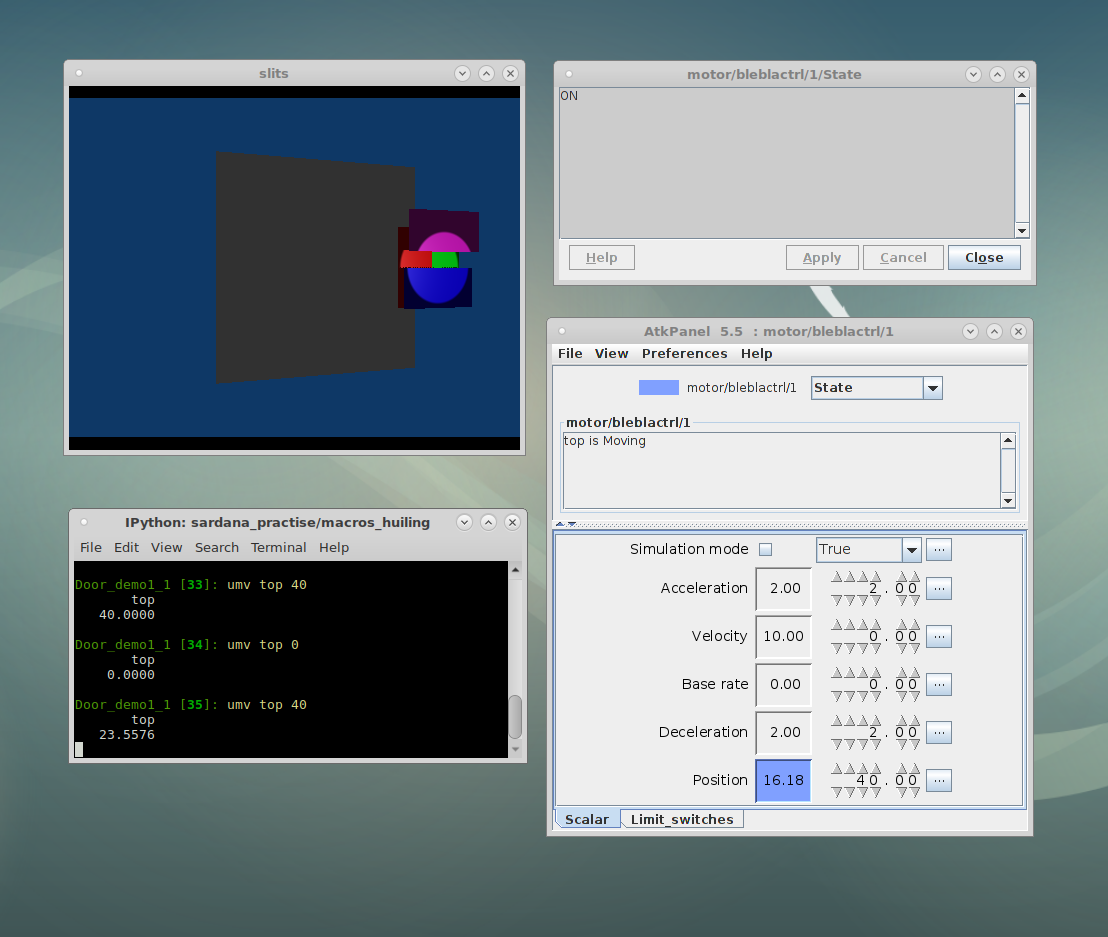 slits
motor/bleblactrl/1/State
ON
Help
Apply
Cancel
Close
AtkPanel 5.5 : motor/bleblactrl/1
File View Preferences Help
motor/bleblactrl/1 State
motor/bleblactrl/1
top is Moving
Simulation mode True ...
Acceleration 2.00 2.00 ...
Velocity 10.00 0.00 ...
Base rate 0.00 0.00 ...
Deceleration 2.00 2.00 ...
Position 16.18 40.00 ...
Scalar Limit_switches
IPython: sardana_practise/macros_huiling
File Edit View Search Terminal Help
Door_demo1_1 [33]: umv top 40
top
40.0000
Door_demo1_1 [34]: umv top 0
top
0.0000
Door_demo1_1 [35]: umv top 40
top
23.5576